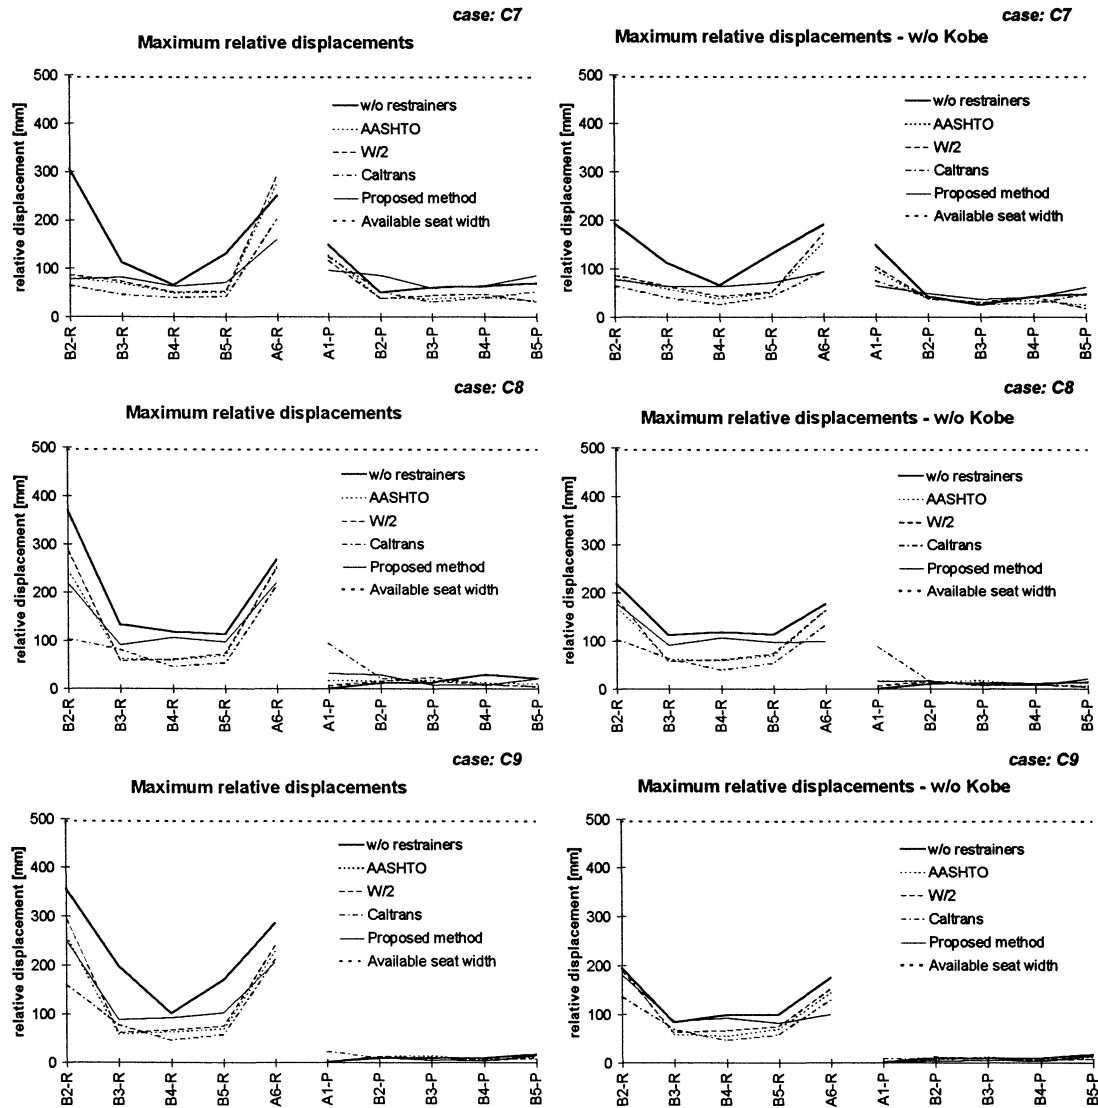 case: C7
Maximum relative displacements
relative displacement [mm]
500
400
300
200
100
0
w/o restrainers
AASHTO
W/2
Caltrans
Proposed method
Available seat width
B2-R
B3-R
B4-R
B5-R
A6-R
A1-P
B2-P
B3-P
B4-P
B5-P
case: C7
Maximum relative displacements - w/o Kobe
relative displacement [mm]
500
400
300
200
100
0
w/o restrainers
AASHTO
W/2
Caltrans
Proposed method
Available seat width
B2-R
B3-R
B4-R
B5-R
A6-R
A1-P
B2-P
B3-P
B4-P
B5-P
case: C8
Maximum relative displacements
relative displacement [mm]
500
400
300
200
100
0
w/o restrainers
AASHTO
W/2
Caltrans
Proposed method
Available seat width
B2-R
B3-R
B4-R
B5-R
A6-R
A1-P
B2-P
B3-P
B4-P
B5-P
case: C8
Maximum relative displacements - w/o Kobe
relative displacement [mm]
500
400
300
200
100
0
w/o restrainers
AASHTO
W/2
Caltrans
Proposed method
Available seat width
B2-R
B3-R
B4-R
B5-R
A6-R
A1-P
B2-P
B3-P
B4-P
B5-P
case: C9
Maximum relative displacements
relative displacement [mm]
500
400
300
200
100
0
w/o restrainers
AASHTO
W/2
Caltrans
Proposed method
Available seat width
B2-R
B3-R
B4-R
B5-R
A6-R
A1-P
B2-P
B3-P
B4-P
B5-P
case: C9
Maximum relative displacements - w/o Kobe
relative displacement [mm]
500
400
300
200
100
0
w/o restrainers
AASHTO
W/2
Caltrans
Proposed method
Available seat width
B2-R
B3-R
B4-R
B5-R
A6-R
A1-P
B2-P
B3-P
B4-P
B5-P